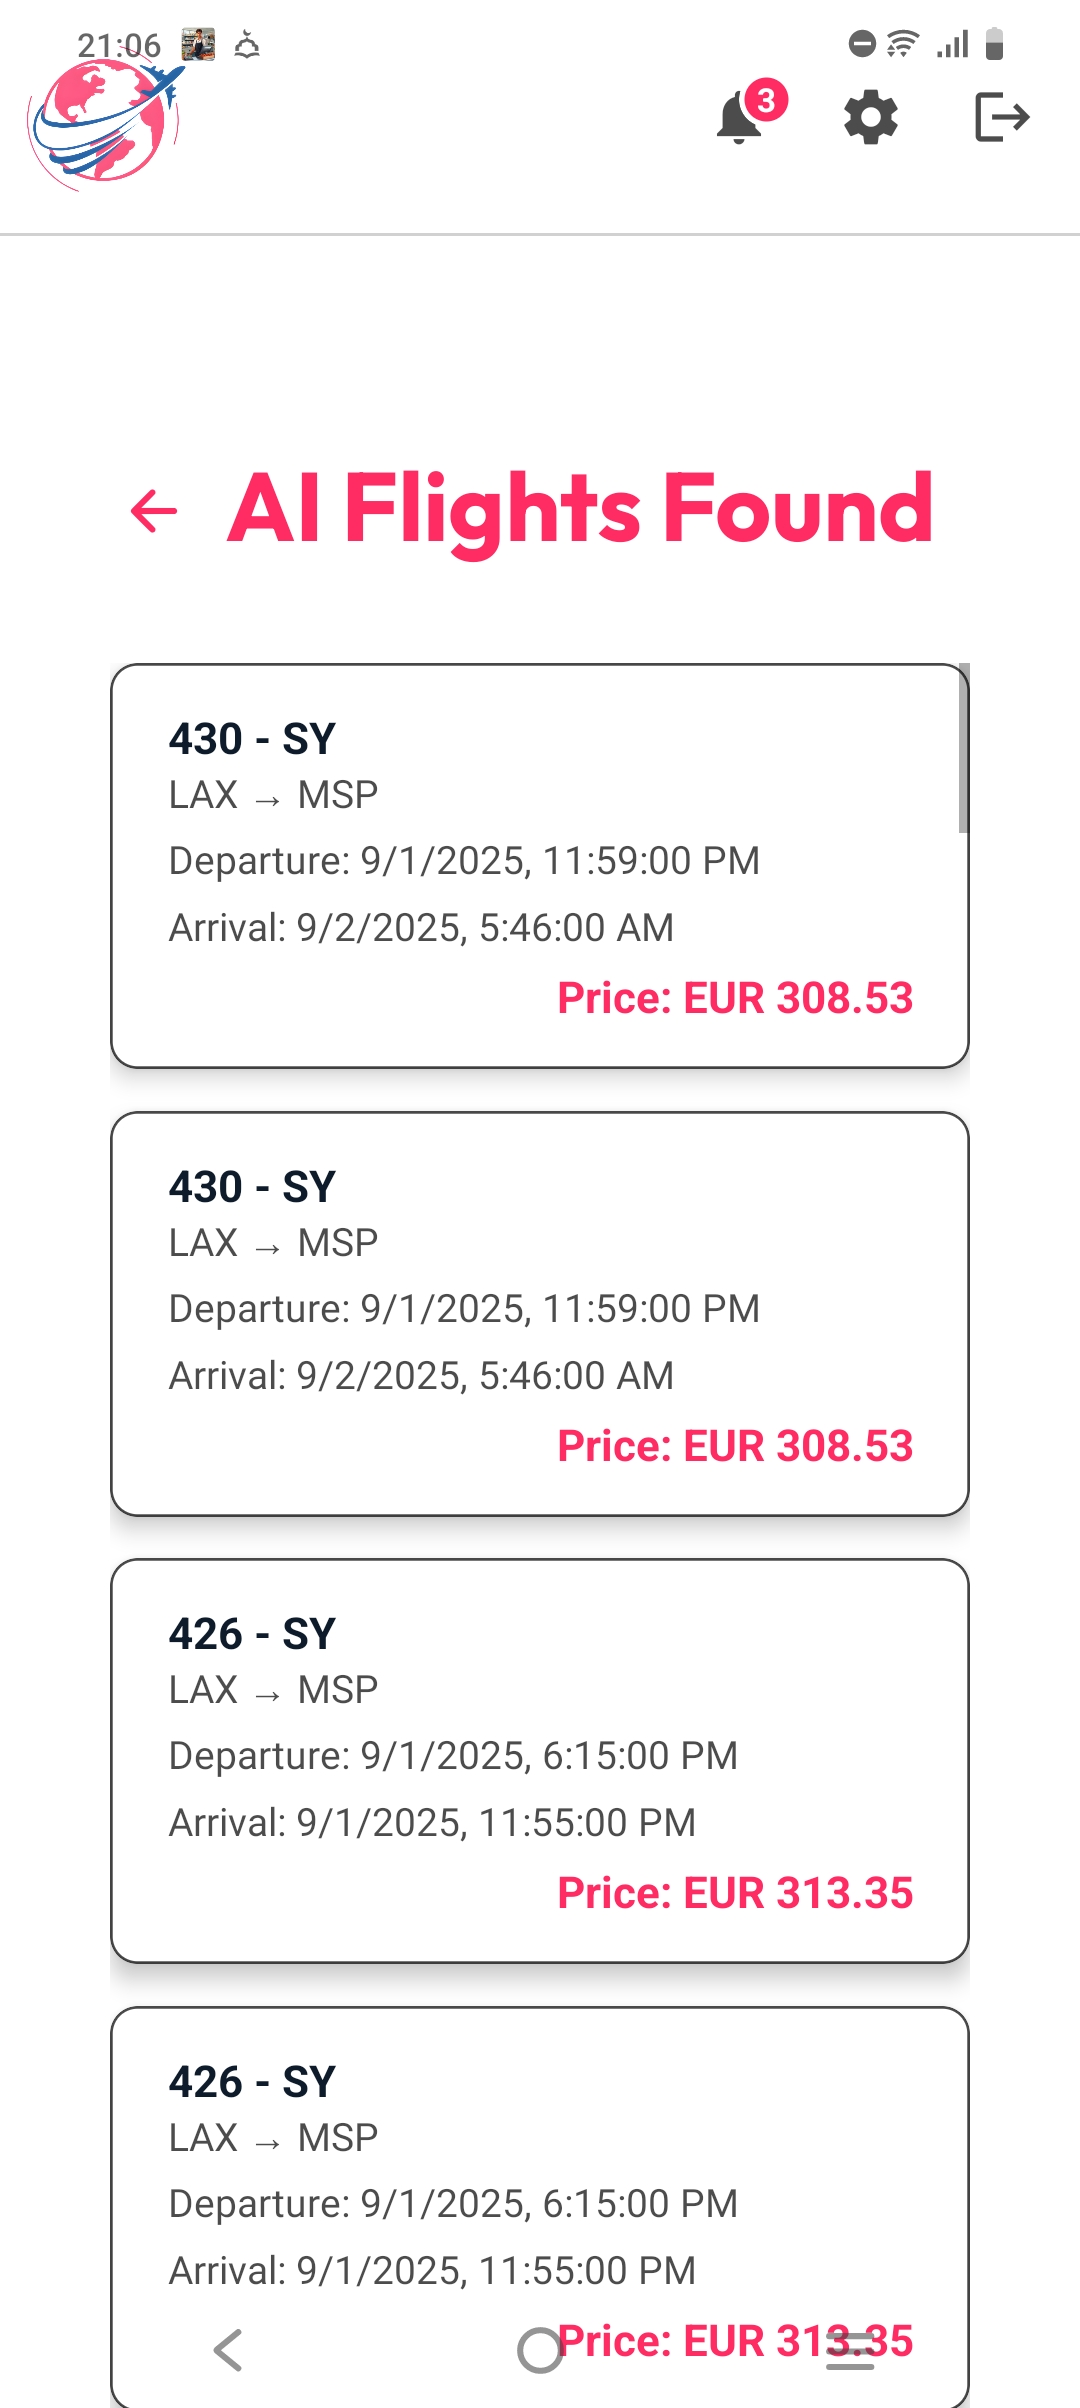 21:06
3
AI Flights Found
430 - SY
LAX → MSP
Departure: 9/1/2025, 11:59:00 PM
Arrival: 9/2/2025, 5:46:00 AM
Price: EUR 308.53
430 - SY
LAX → MSP
Departure: 9/1/2025, 11:59:00 PM
Arrival: 9/2/2025, 5:46:00 AM
Price: EUR 308.53
426 - SY
LAX → MSP
Departure: 9/1/2025, 6:15:00 PM
Arrival: 9/1/2025, 11:55:00 PM
Price: EUR 313.35
426 - SY
LAX → MSP
Departure: 9/1/2025, 6:15:00 PM
Arrival: 9/1/2025, 11:55:00 PM
Price: EUR 313.35